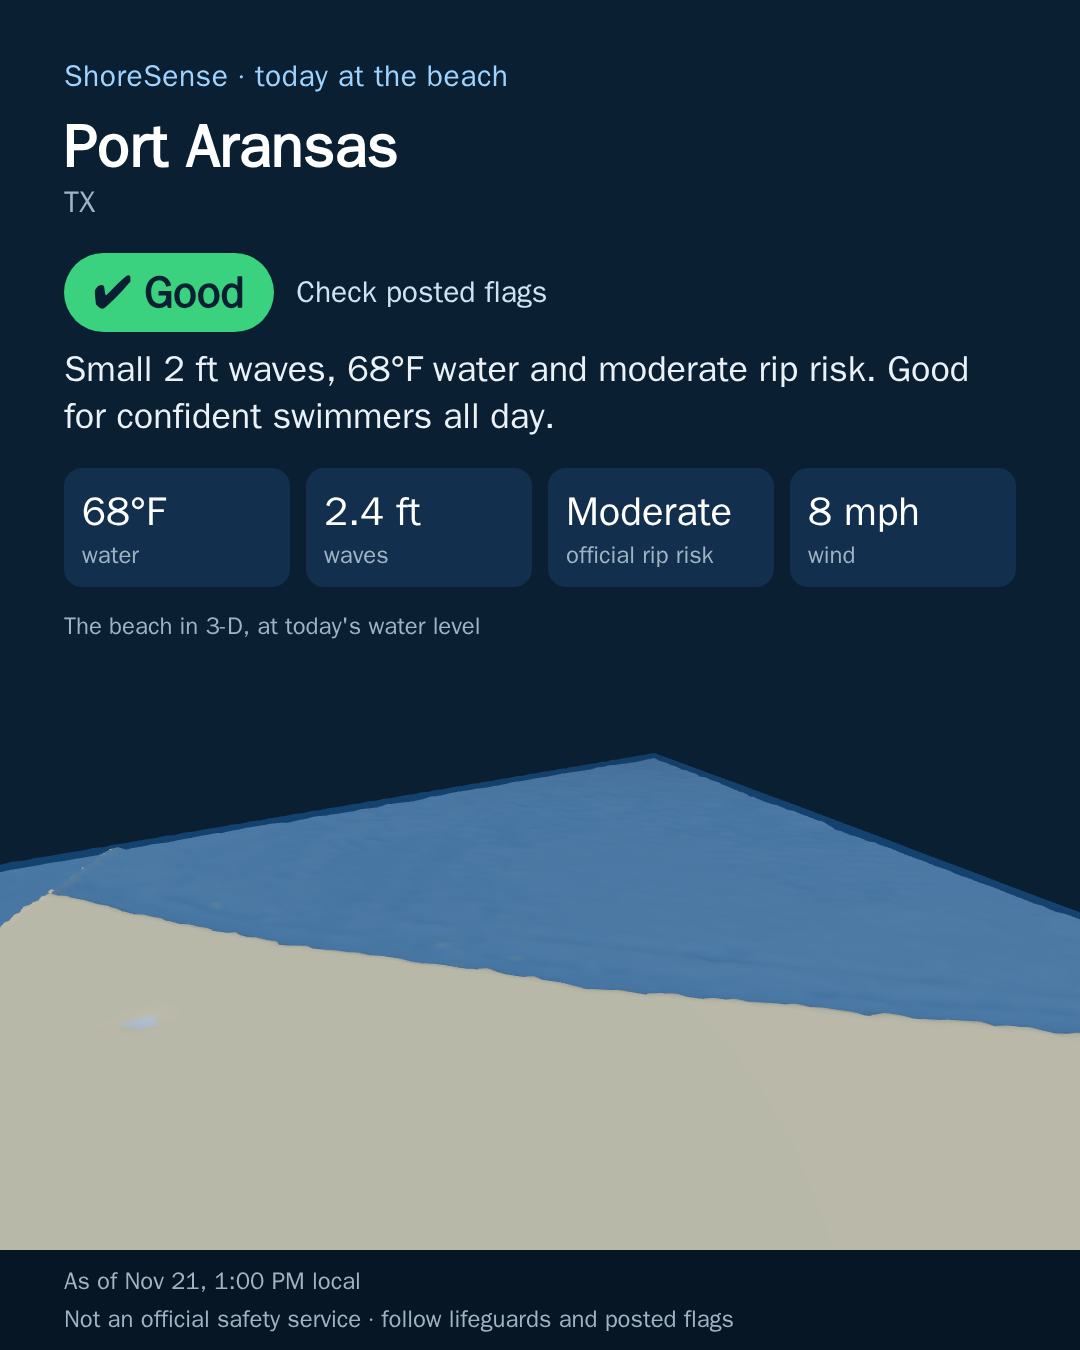 ShoreSense · today at the beach
Port Aransas
TX
✔ Good
Check posted flags
Small 2 ft waves, 68°F water and moderate rip risk. Good
for confident swimmers all day.
68°F
water
2.4 ft
waves
Moderate
official rip risk
8 mph
wind
The beach in 3-D, at today's water level
As of Nov 21, 1:00 PM local
Not an official safety service · follow lifeguards and posted flags